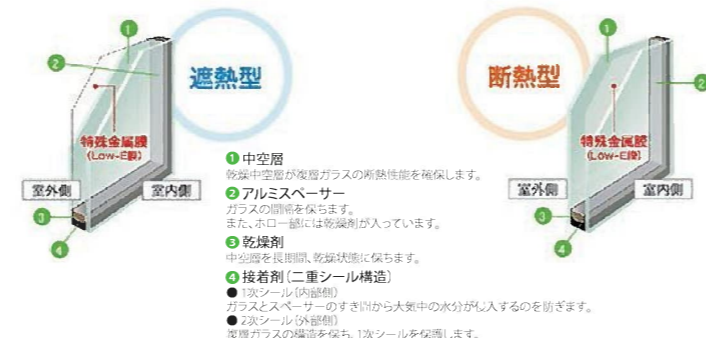 遮熱型
断熱型
1
2
特殊金属膜
(Low-E膜)
室外側
室内側
3
4
1
2
特殊金属膜
(Low-E膜)
室外側
室内側
3
4
1 中空層
乾燥中空層が複層ガラスの断熱性能を確保します。
2 アルミスペーサー
ガラスの間隔を保ちます。
また、ホロー部には乾燥剤が入っています。
3 乾燥剤
中空層を長期間、乾燥状態に保ちます。
4 接着剤(二重シール構造)
● 1次シール(内部側)
ガラスとスペーサーのすき間から大気中の水分が侵入するのを防ぎます。
● 2次シール(外部側)
複層ガラスの構造を保ち、1次シールを保護します。